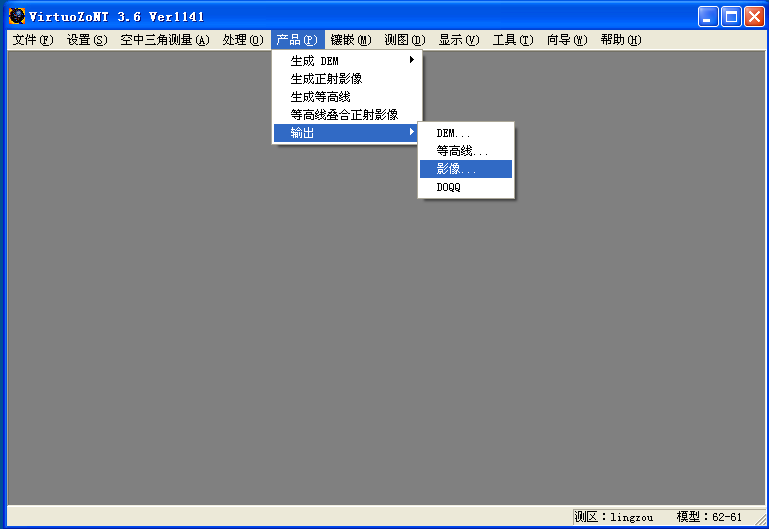 VirtuoZoNT 3.6 Ver1141
文件(F) 设置(S) 空中三角测量(A) 处理(O) 产品(P) 镶嵌(M) 测图(D) 显示(V) 工具(T) 向导(W) 帮助(H)
生成 DEM
生成正射影像
生成等高线
等高线叠合正射影像
输出
DEM...
等高线...
影像...
DOQQ
测区：lingzou 模型：62-61